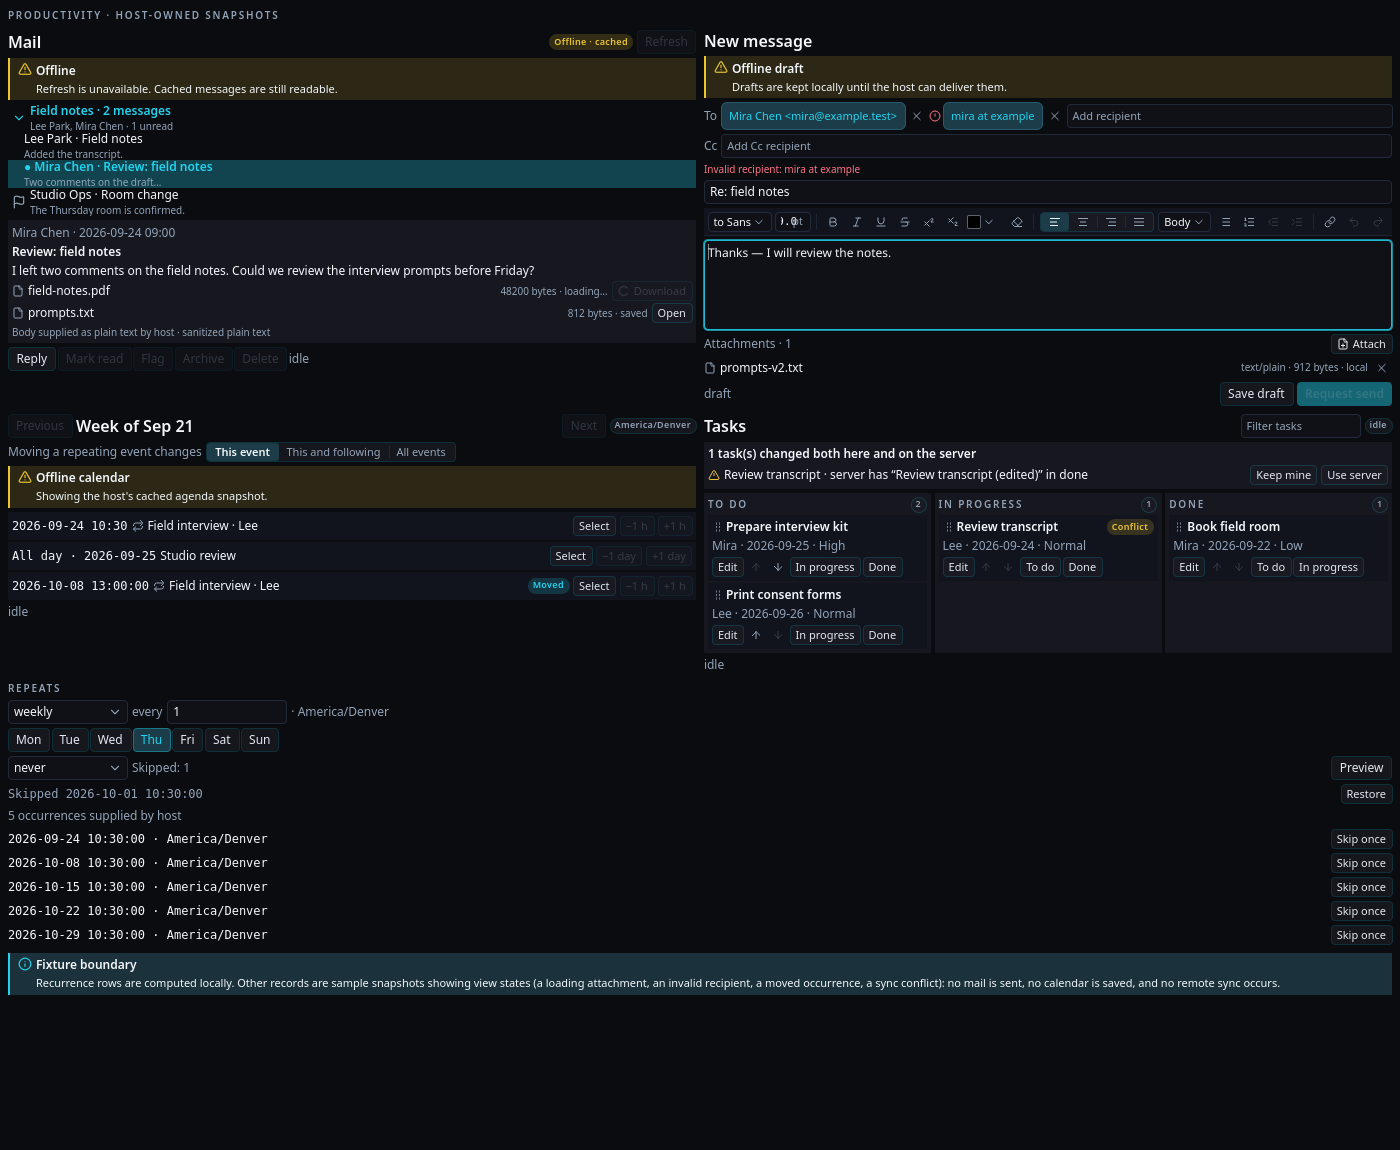 PRODUCTIVITY · HOST-OWNED SNAPSHOTS
Mail
Offline · cached
Refresh
Offline
Refresh is unavailable. Cached messages are still readable.
Field notes · 2 messages
Lee Park, Mira Chen · 1 unread
Lee Park · Field notes
Added the transcript.
● Mira Chen · Review: field notes
Two comments on the draft...
Studio Ops · Room change
The Thursday room is confirmed.
Mira Chen · 2026-09-24 09:00
Review: field notes
I left two comments on the field notes. Could we review the interview prompts before Friday?
field-notes.pdf
48200 bytes · loading...
Download
prompts.txt
812 bytes · saved
Open
Body supplied as plain text by host · sanitized plain text
Reply
Mark read
Flag
Archive
Delete
idle
New message
Offline draft
Drafts are kept locally until the host can deliver them.
To
Mira Chen <mira@example.test>
mira at example
Add recipient
Cc
Add Cc recipient
Invalid recipient: mira at example
Re: field notes
to Sans
Body
Thanks — I will review the notes.
Attachments · 1
Attach
prompts-v2.txt
text/plain · 912 bytes · local
draft
Save draft
Request send
Previous
Week of Sep 21
Next
America/Denver
Moving a repeating event changes
This event
This and following
All events
Offline calendar
Showing the host's cached agenda snapshot.
2026-09-24 10:30 Field interview · Lee
Select
−1 h
+1 h
All day · 2026-09-25 Studio review
Select
−1 day
+1 day
2026-10-08 13:00:00 Field interview · Lee
Moved
Select
−1 h
+1 h
idle
Tasks
Filter tasks
idle
1 task(s) changed both here and on the server
Review transcript · server has “Review transcript (edited)” in done
Keep mine
Use server
TO DO
2
Prepare interview kit
Mira · 2026-09-25 · High
Edit
In progress
Done
Print consent forms
Lee · 2026-09-26 · Normal
Edit
In progress
Done
IN PROGRESS
1
Review transcript
Conflict
Lee · 2026-09-24 · Normal
Edit
To do
Done
DONE
1
Book field room
Mira · 2026-09-22 · Low
Edit
To do
In progress
idle
REPEATS
weekly
every
1
· America/Denver
Mon
Tue
Wed
Thu
Fri
Sat
Sun
never
Skipped: 1
Preview
Skipped 2026-10-01 10:30:00
Restore
5 occurrences supplied by host
2026-09-24 10:30:00 · America/Denver
Skip once
2026-10-08 10:30:00 · America/Denver
Skip once
2026-10-15 10:30:00 · America/Denver
Skip once
2026-10-22 10:30:00 · America/Denver
Skip once
2026-10-29 10:30:00 · America/Denver
Skip once
Fixture boundary
Recurrence rows are computed locally. Other records are sample snapshots showing view states (a loading attachment, an invalid recipient, a moved occurrence, a sync conflict): no mail is sent, no calendar is saved, and no remote sync occurs.